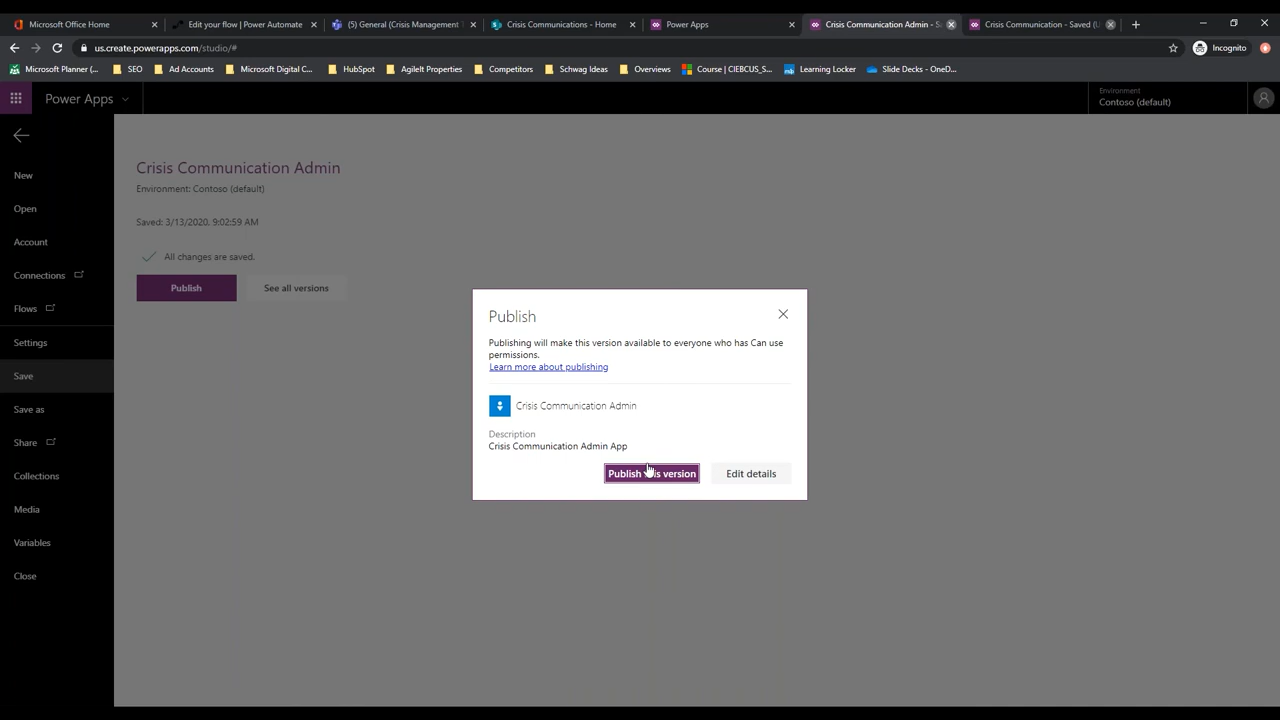 Microsoft Office Home
Edit your flow | Power Automate
(5) General (Crisis Management
Crisis Communications - Home
Power Apps
Crisis Communication Admin - S
Crisis Communication - Saved (U
us.create.powerapps.com/studio/#
Incognito
Microsoft Planner (...
SEO
Ad Accounts
Microsoft Digital C...
HubSpot
AgileIt Properties
Competitors
Schwag Ideas
Overviews
Course | CIEBCUS_S...
Learning Locker
Slide Decks - OneD...
Power Apps
Environment
Contoso (default)
New
Open
Account
Connections
Flows
Settings
Save
Save as
Share
Collections
Media
Variables
Close
Crisis Communication Admin
Environment: Contoso (default)
Saved: 3/13/2020, 9:02:59 AM
All changes are saved.
Publish
See all versions
Publish
Publishing will make this version available to everyone who has Can use
permissions.
Learn more about publishing
Crisis Communication Admin
Description
Crisis Communication Admin App
Publish this version
Edit details